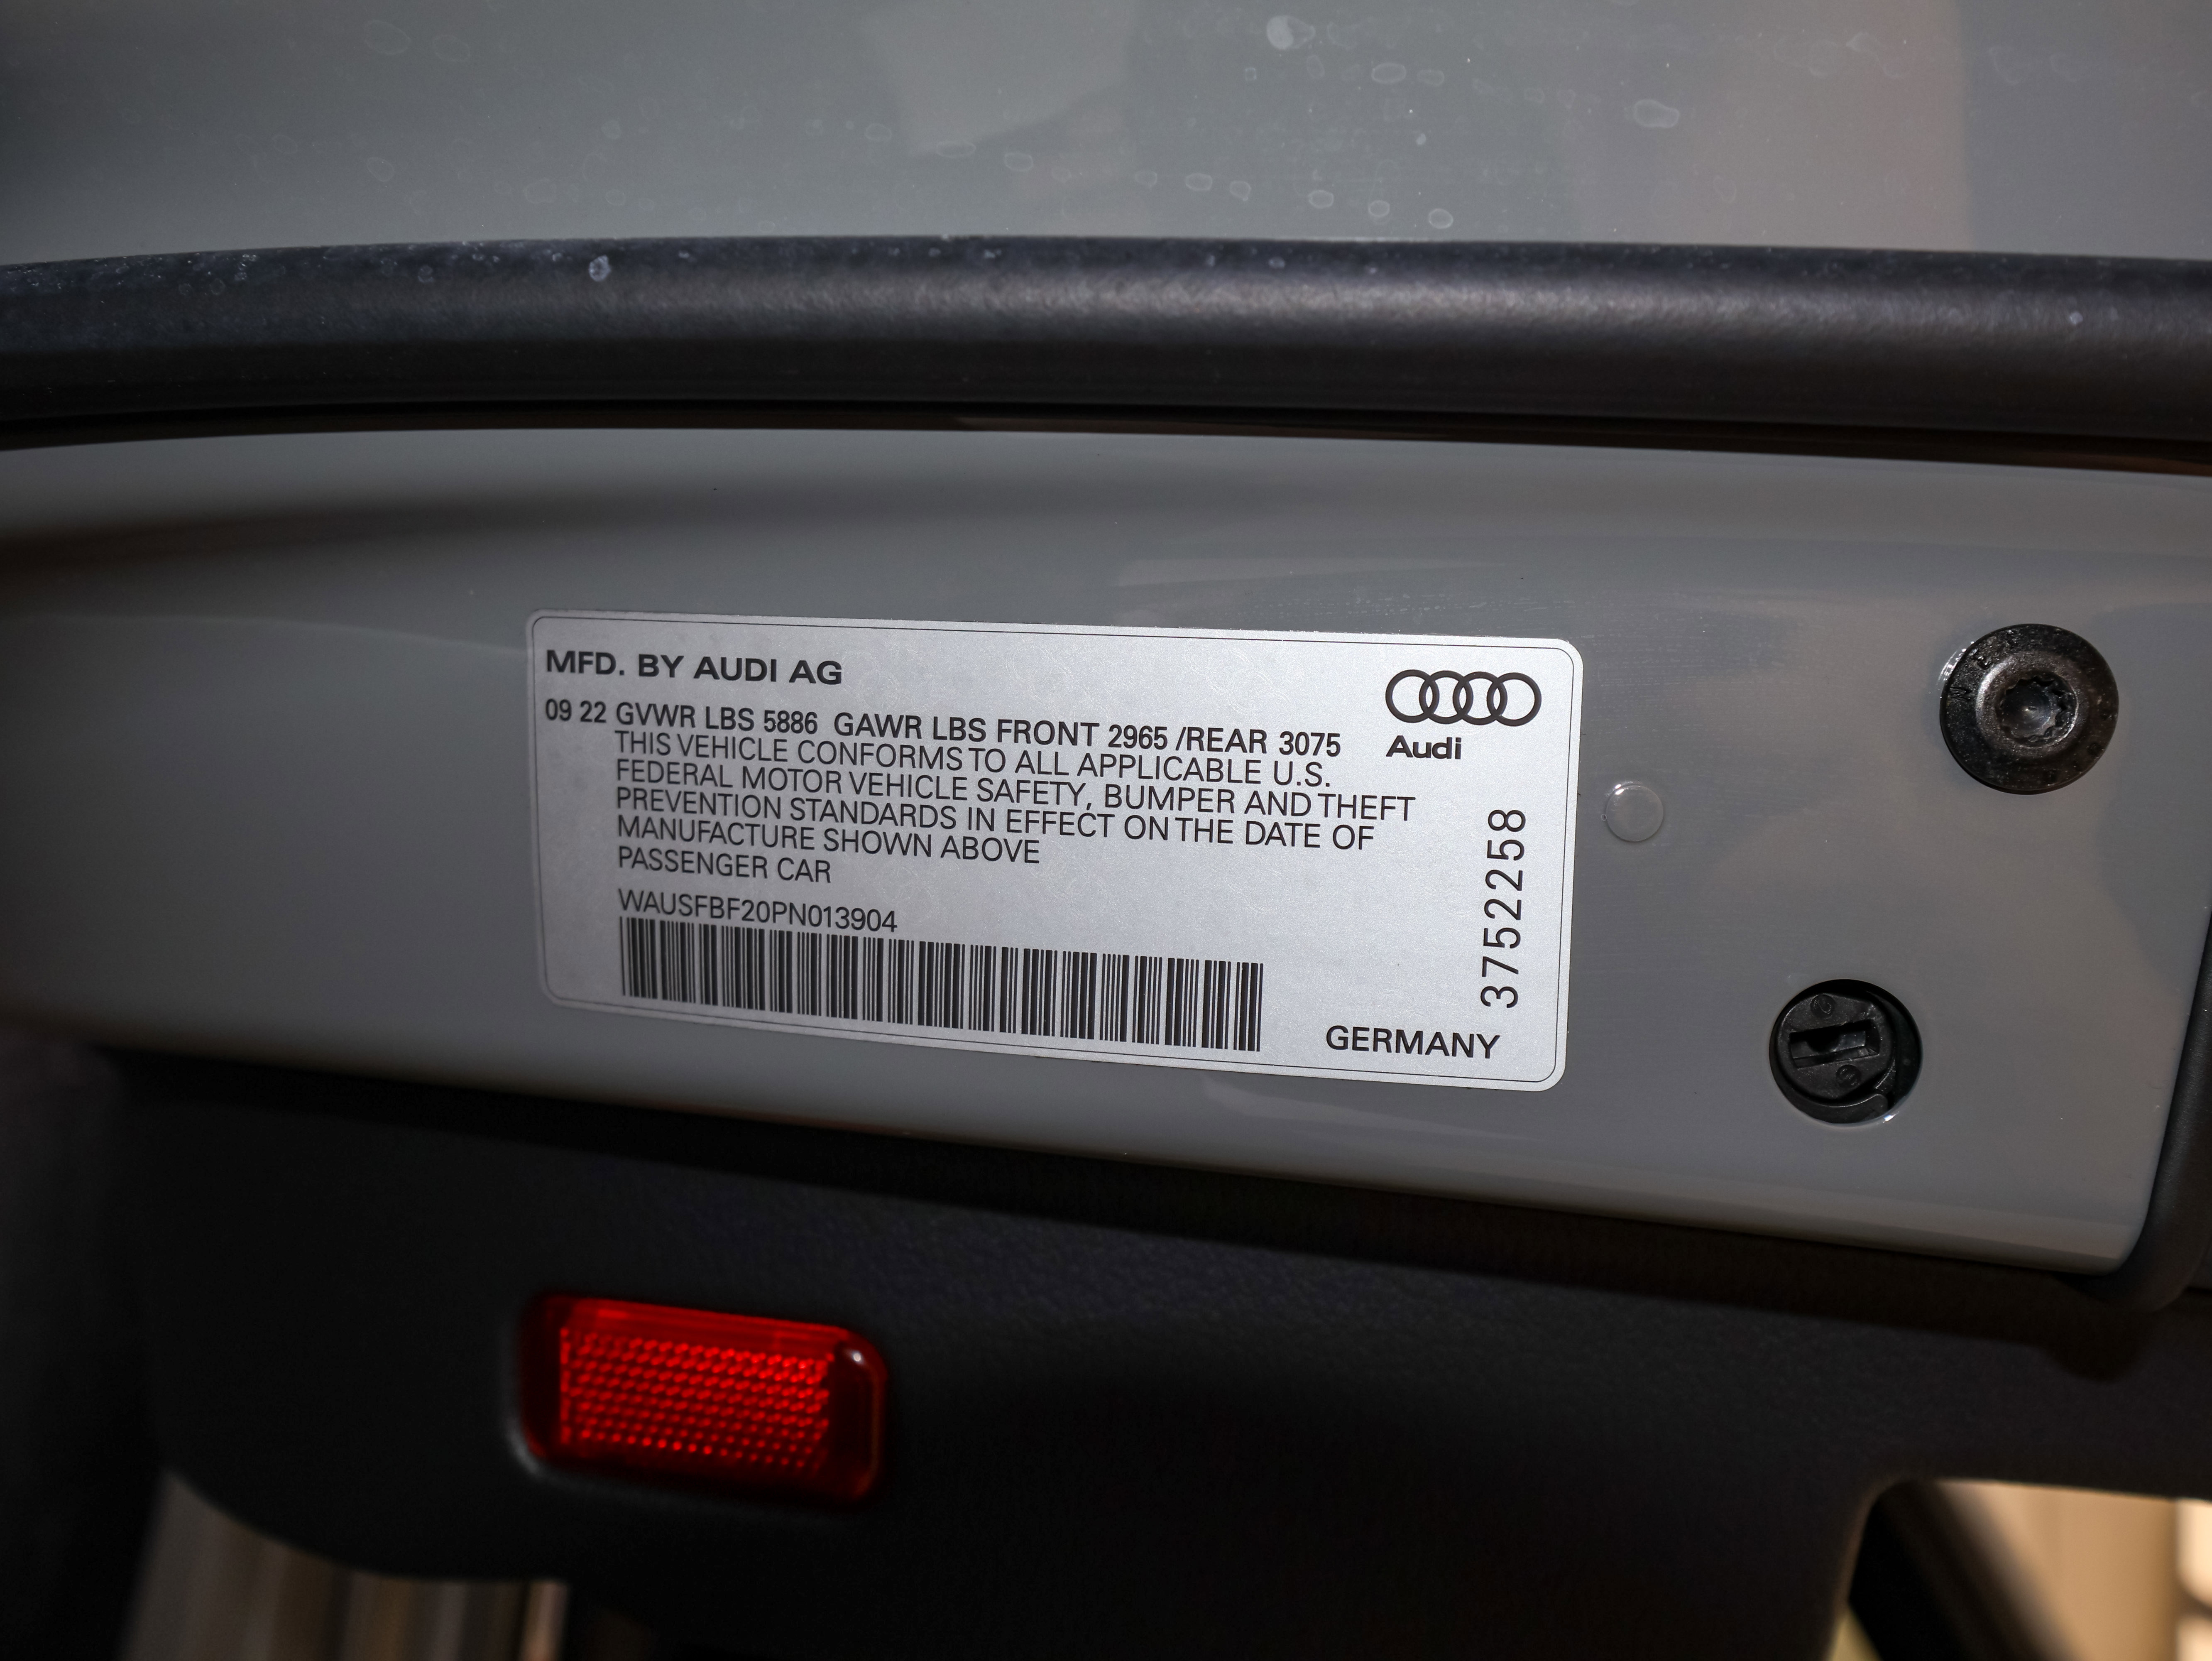 MFD. BY AUDI AG
09 22 GVWR LBS 5886 GAWR LBS FRONT 2965 /REAR 3075
THIS VEHICLE CONFORMS TO ALL APPLICABLE U.S.
FEDERAL MOTOR VEHICLE SAFETY, BUMPER AND THEFT
PREVENTION STANDARDS IN EFFECT ON THE DATE OF
MANUFACTURE SHOWN ABOVE
PASSENGER CAR
WAUSFBF20PN013904
Audi
3752258
GERMANY